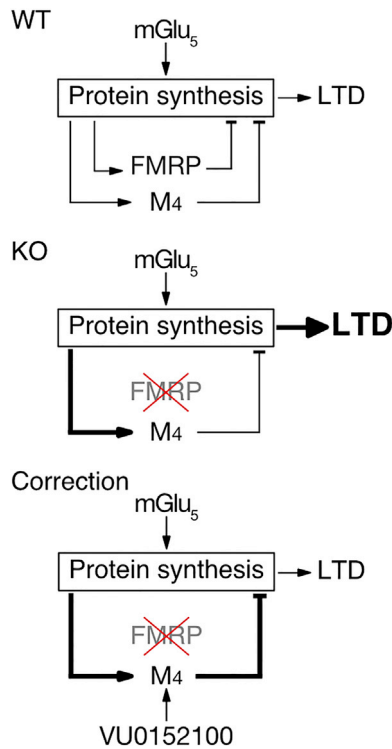 WT
mGlu5
Protein synthesis
LTD
FMRP
M4
KO
mGlu5
Protein synthesis
LTD
FMRP
M4
Correction
mGlu5
Protein synthesis
LTD
FMRP
M4
VU0152100